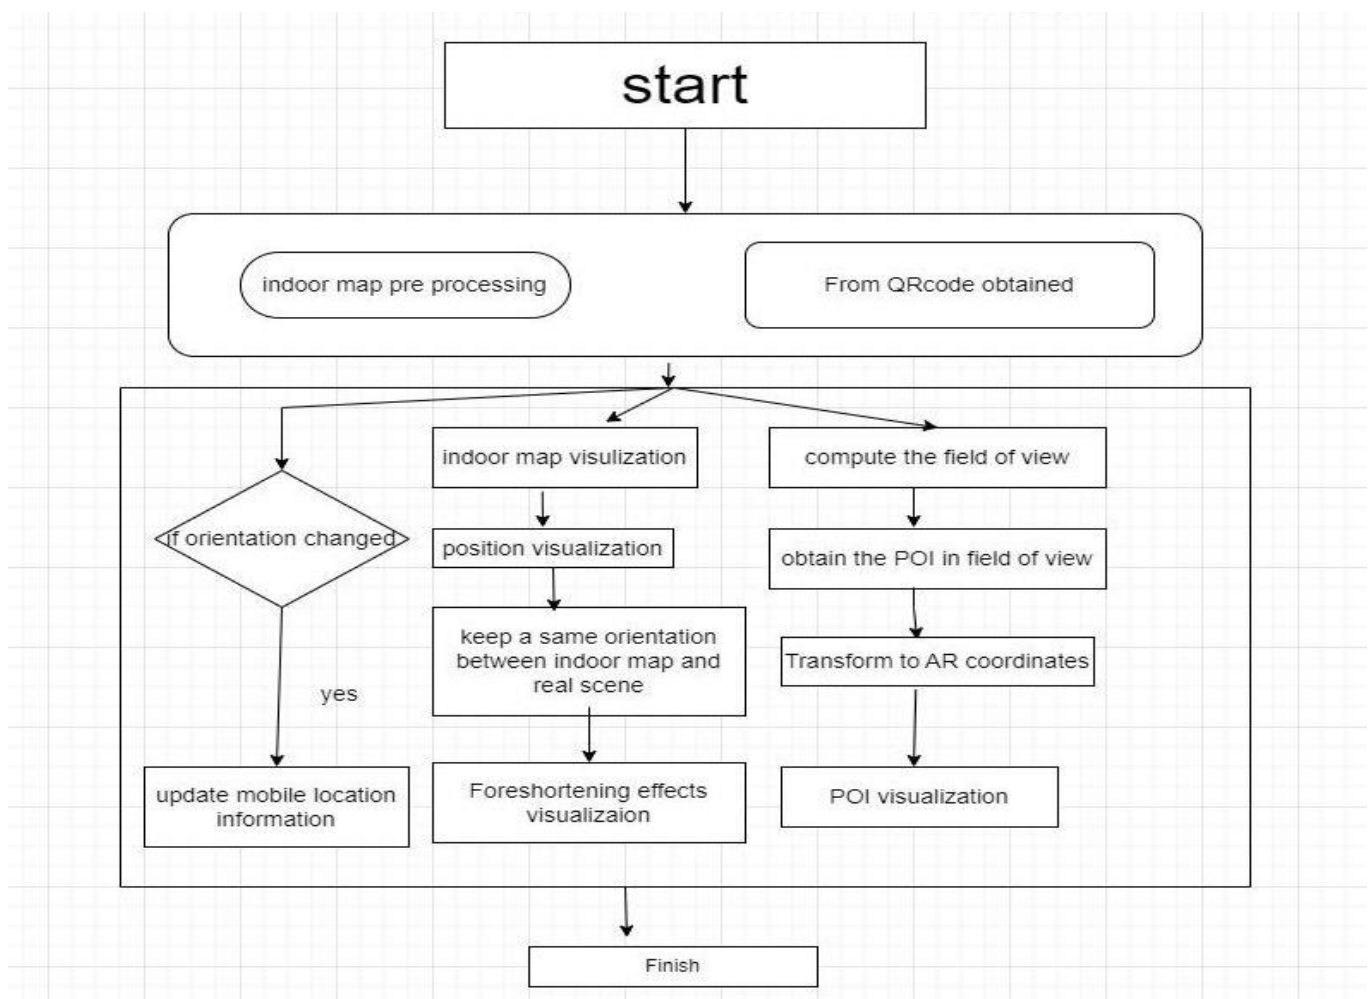 start
indoor map pre processing
From QRcode obtained
if orientation changed
yes
update mobile location
information
indoor map visulization
position visualization
keep a same orientation
between indoor map and
real scene
Foreshortening effects
visualizaion
compute the field of view
obtain the POI in field of view
Transform to AR coordinates
POI visualization
Finish